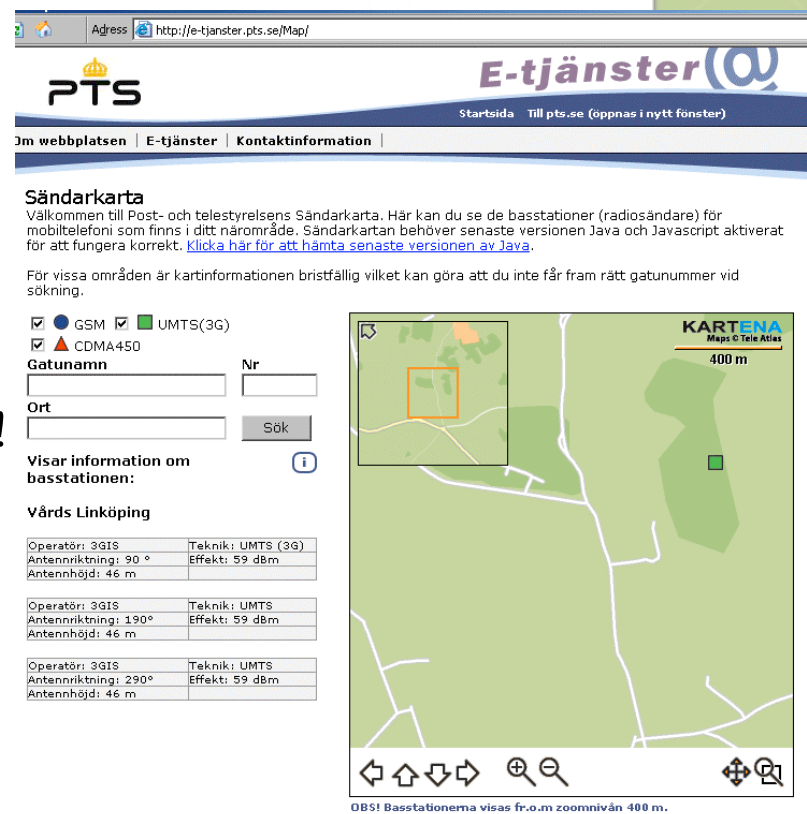 Adress http://e-tjanster.pts.se/Map/
PTS
E-tjänster@
Startsida Till pts.se (öppnas i nytt fönster)
Om webbplatsen | E-tjänster | Kontaktinformation |
Sändarkarta
Välkommen till Post- och telestyrelsens Sändarkarta. Här kan du se de basstationer (radiosändare) för
mobiltelefoni som finns i ditt närområde. Sändarkartan behöver senaste versionen Java och Javascript aktiverat
för att fungera korrekt. Klicka här för att hämta senaste versionen av Java.
För vissa områden är kartinformationen bristfällig vilket kan göra att du inte får fram rätt gatunummer vid
sökning.
GSM UMTS(3G)
CDMA450
Gatunamn Nr
Ort
Sök
!
Visar information om
basstationen:
i
Vårds Linköping
Operatör: 3GIS Teknik: UMTS (3G)
Antennriktning: 90 ° Effekt: 59 dBm
Antennhöjd: 46 m
Operatör: 3GIS Teknik: UMTS
Antennriktning: 190° Effekt: 59 dBm
Antennhöjd: 46 m
Operatör: 3GIS Teknik: UMTS
Antennriktning: 290° Effekt: 59 dBm
Antennhöjd: 46 m
KARTENA
Maps © Tele Atlas
400 m
OBS! Basstationerna visas fr.o.m zoomnivån 400 m.